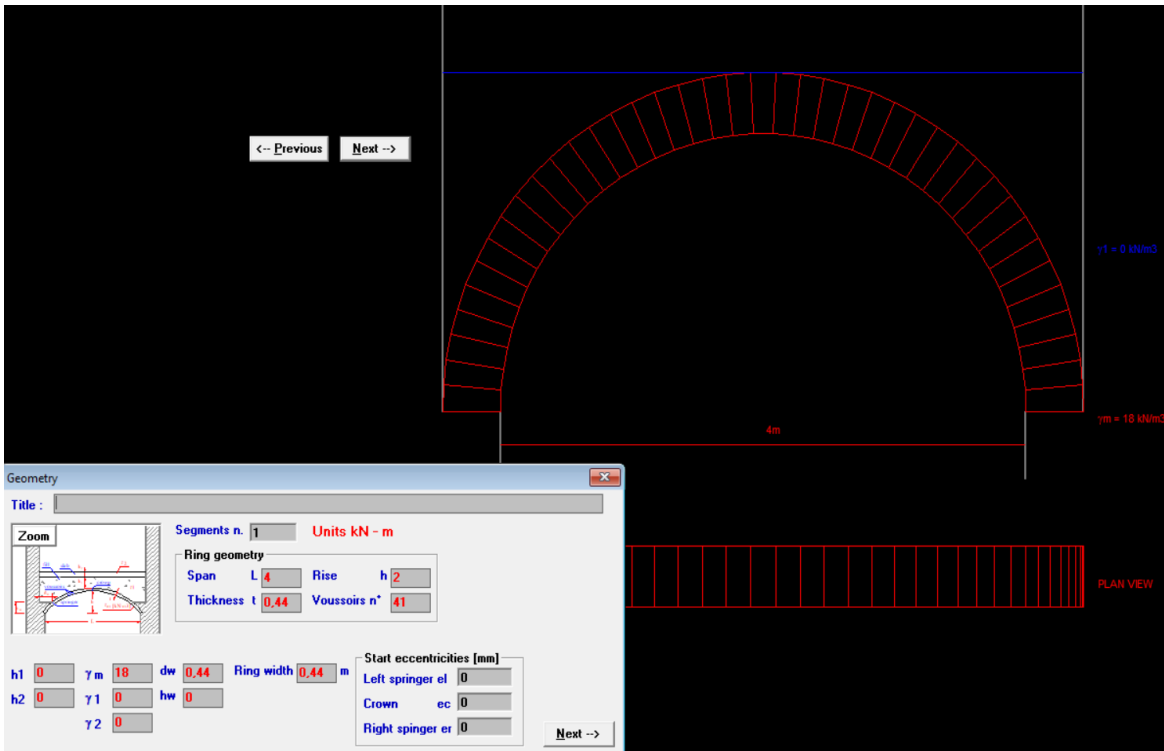 <-- Previous
Next -->
γ1 = 0 kN/m3
4m
γm = 18 kN/m3
Geometry
Title :
Zoom
Segments n. 1 Units kN - m
Ring geometry
Span L 4 Rise h 2
Thickness t 0,44 Voussoirs n° 41
PLAN VIEW
h1 0 γ m 18 dw 0,44 Ring width 0,44 m
h2 0 γ 1 0 hw 0
γ 2 0
Start eccentricities [mm]
Left springer el 0
Crown ec 0
Right spinger er 0
Next -->